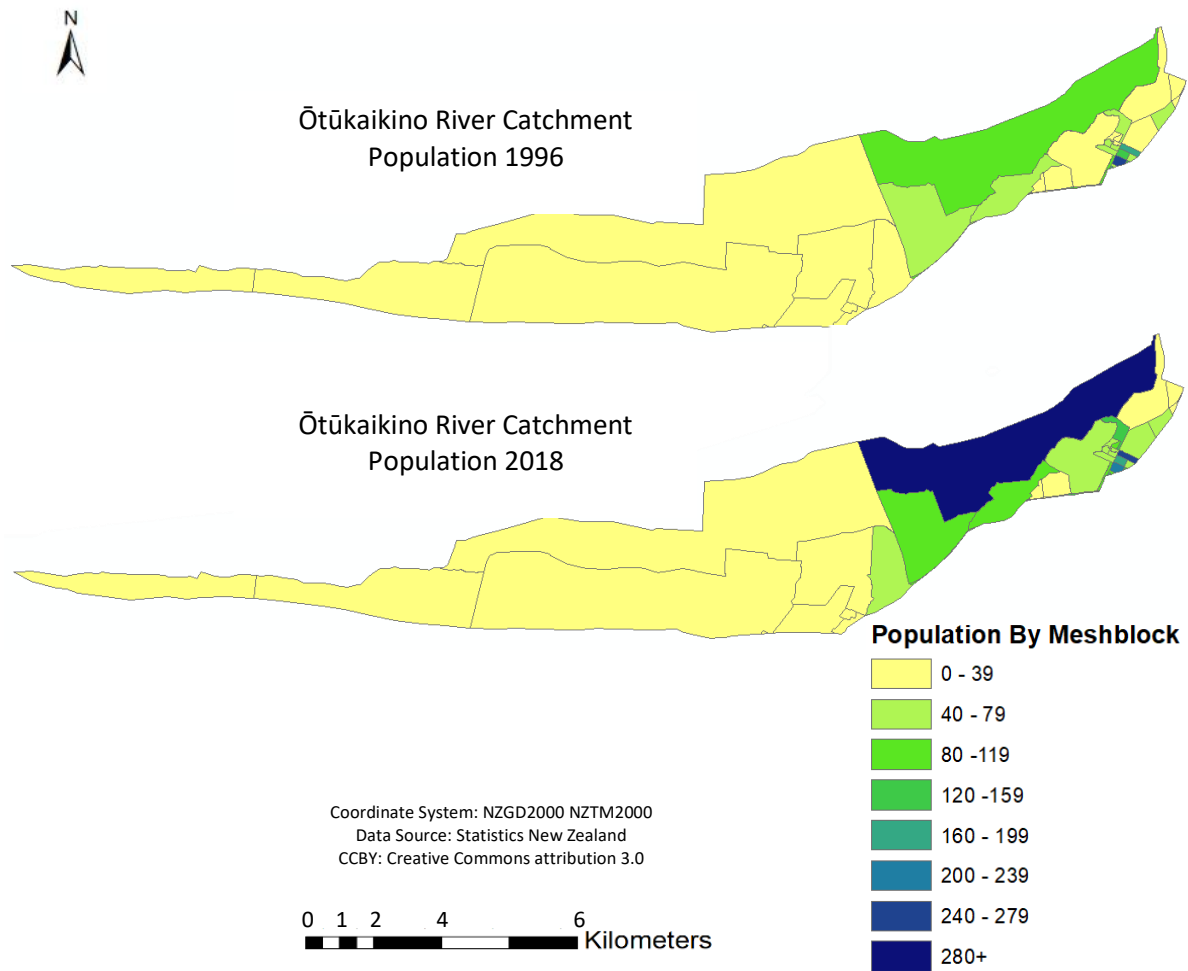 N
Ōtūkaikino River Catchment
Population 1996
Ōtūkaikino River Catchment
Population 2018
Population By Meshblock
0 - 39
40 - 79
80 -119
120 -159
160 - 199
200 - 239
240 - 279
280+
Coordinate System: NZGD2000 NZTM2000
Data Source: Statistics New Zealand
CCBY: Creative Commons attribution 3.0
0 1 2 4 6
Kilometers